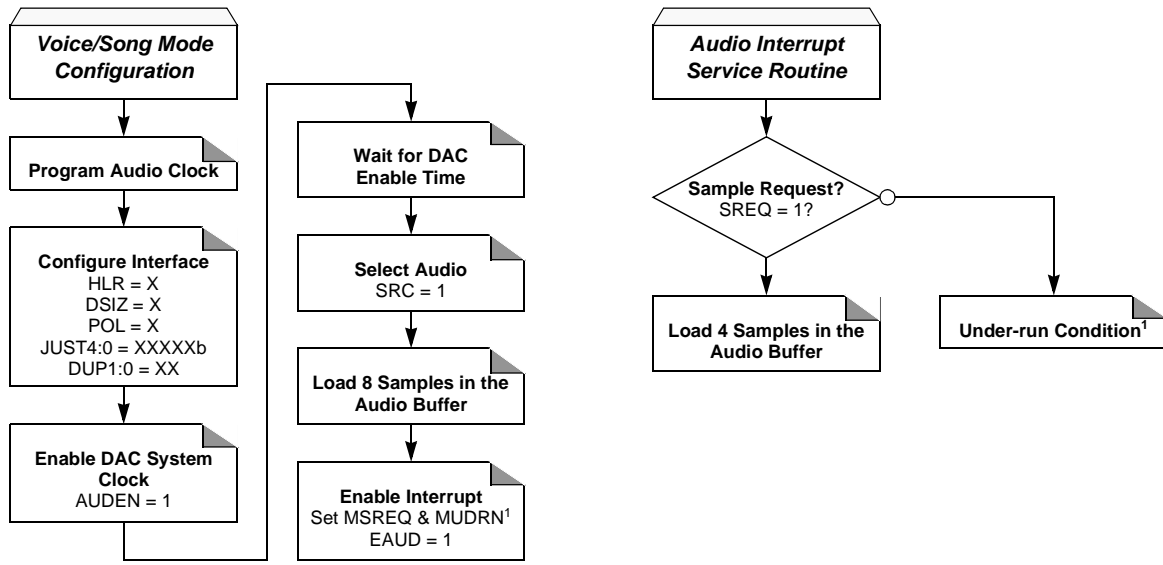 Voice/Song Mode
Configuration
Program Audio Clock
Configure Interface
HLR = X
DSIZ = X
POL = X
JUST4:0 = XXXXXb
DUP1:0 = XX
Enable DAC System
Clock
AUDEN = 1
Wait for DAC
Enable Time
Select Audio
SRC = 1
Load 8 Samples in the
Audio Buffer
Enable Interrupt
Set MSREQ & MUDRN¹
EAUD = 1
Audio Interrupt
Service Routine
Sample Request?
SREQ = 1?
Load 4 Samples in the
Audio Buffer
Under-run Condition¹